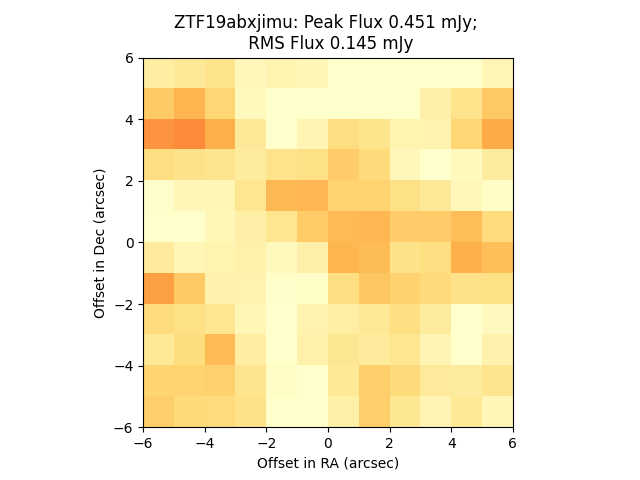 ZTF19abxjimu: Peak Flux 0.451 mJy;
RMS Flux 0.145 mJy
6
4
2
0
−2
−4
−6
Offset in Dec (arcsec)
−6 −4 −2 0 2 4 6
Offset in RA (arcsec)